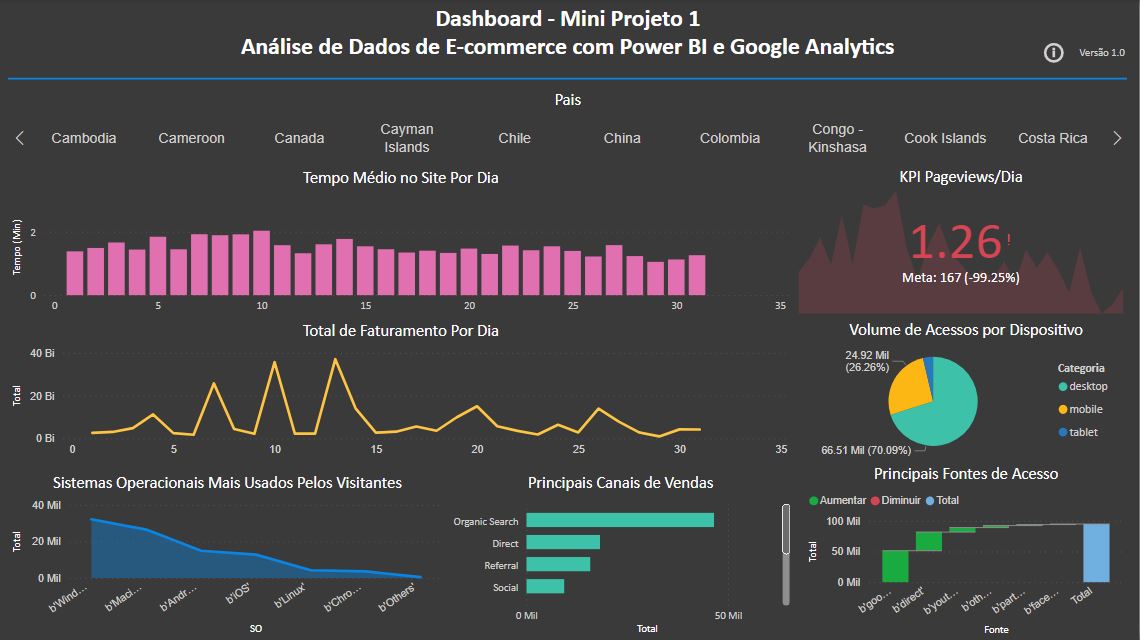 Dashboard - Mini Projeto 1
Análise de Dados de E-commerce com Power BI e Google Analytics
Versão 1.0
Pais
Cambodia
Cameroon
Canada
Cayman
Islands
Chile
China
Colombia
Congo -
Kinshasa
Cook Islands
Costa Rica
Tempo Médio no Site Por Dia
Tempo (Min)
2
0
0 5 10 15 20 25 30 35
KPI Pageviews/Dia
1.26!
Meta: 167 (-99.25%)
Total de Faturamento Por Dia
Total
40 Bi
20 Bi
0 Bi
0 5 10 15 20 25 30 35
Volume de Acessos por Dispositivo
24.92 Mil
(26.26%)
66.51 Mil (70.09%)
Categoria
desktop
mobile
tablet
Sistemas Operacionais Mais Usados Pelos Visitantes
Total
40 Mil
20 Mil
0 Mil
b'Wind...
b'Maci...
b'Andr...
b'iOS'
b'Linux'
b'Chro...
b'Others'
SO
Principais Canais de Vendas
Organic Search
Direct
Referral
Social
0 Mil 50 Mil
Total
Principais Fontes de Acesso
Aumentar Diminuir Total
Total
100 Mil
50 Mil
0 Mil
b'goo...
b'direct'
b'yout...
b'oth...
b'part...
b'face...
Total
Fonte